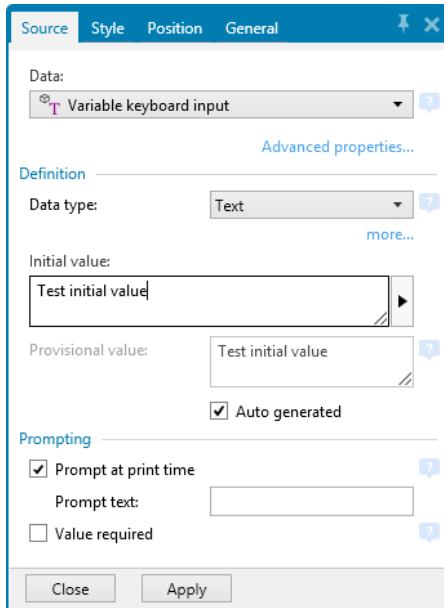 Source Style Position General
Data:
T Variable keyboard input
Advanced properties...
Definition
Data type: Text
more...
Initial value:
Test initial value
Provisional value: Test initial value
Auto generated
Prompting
Prompt at print time
Prompt text:
Value required
Close Apply